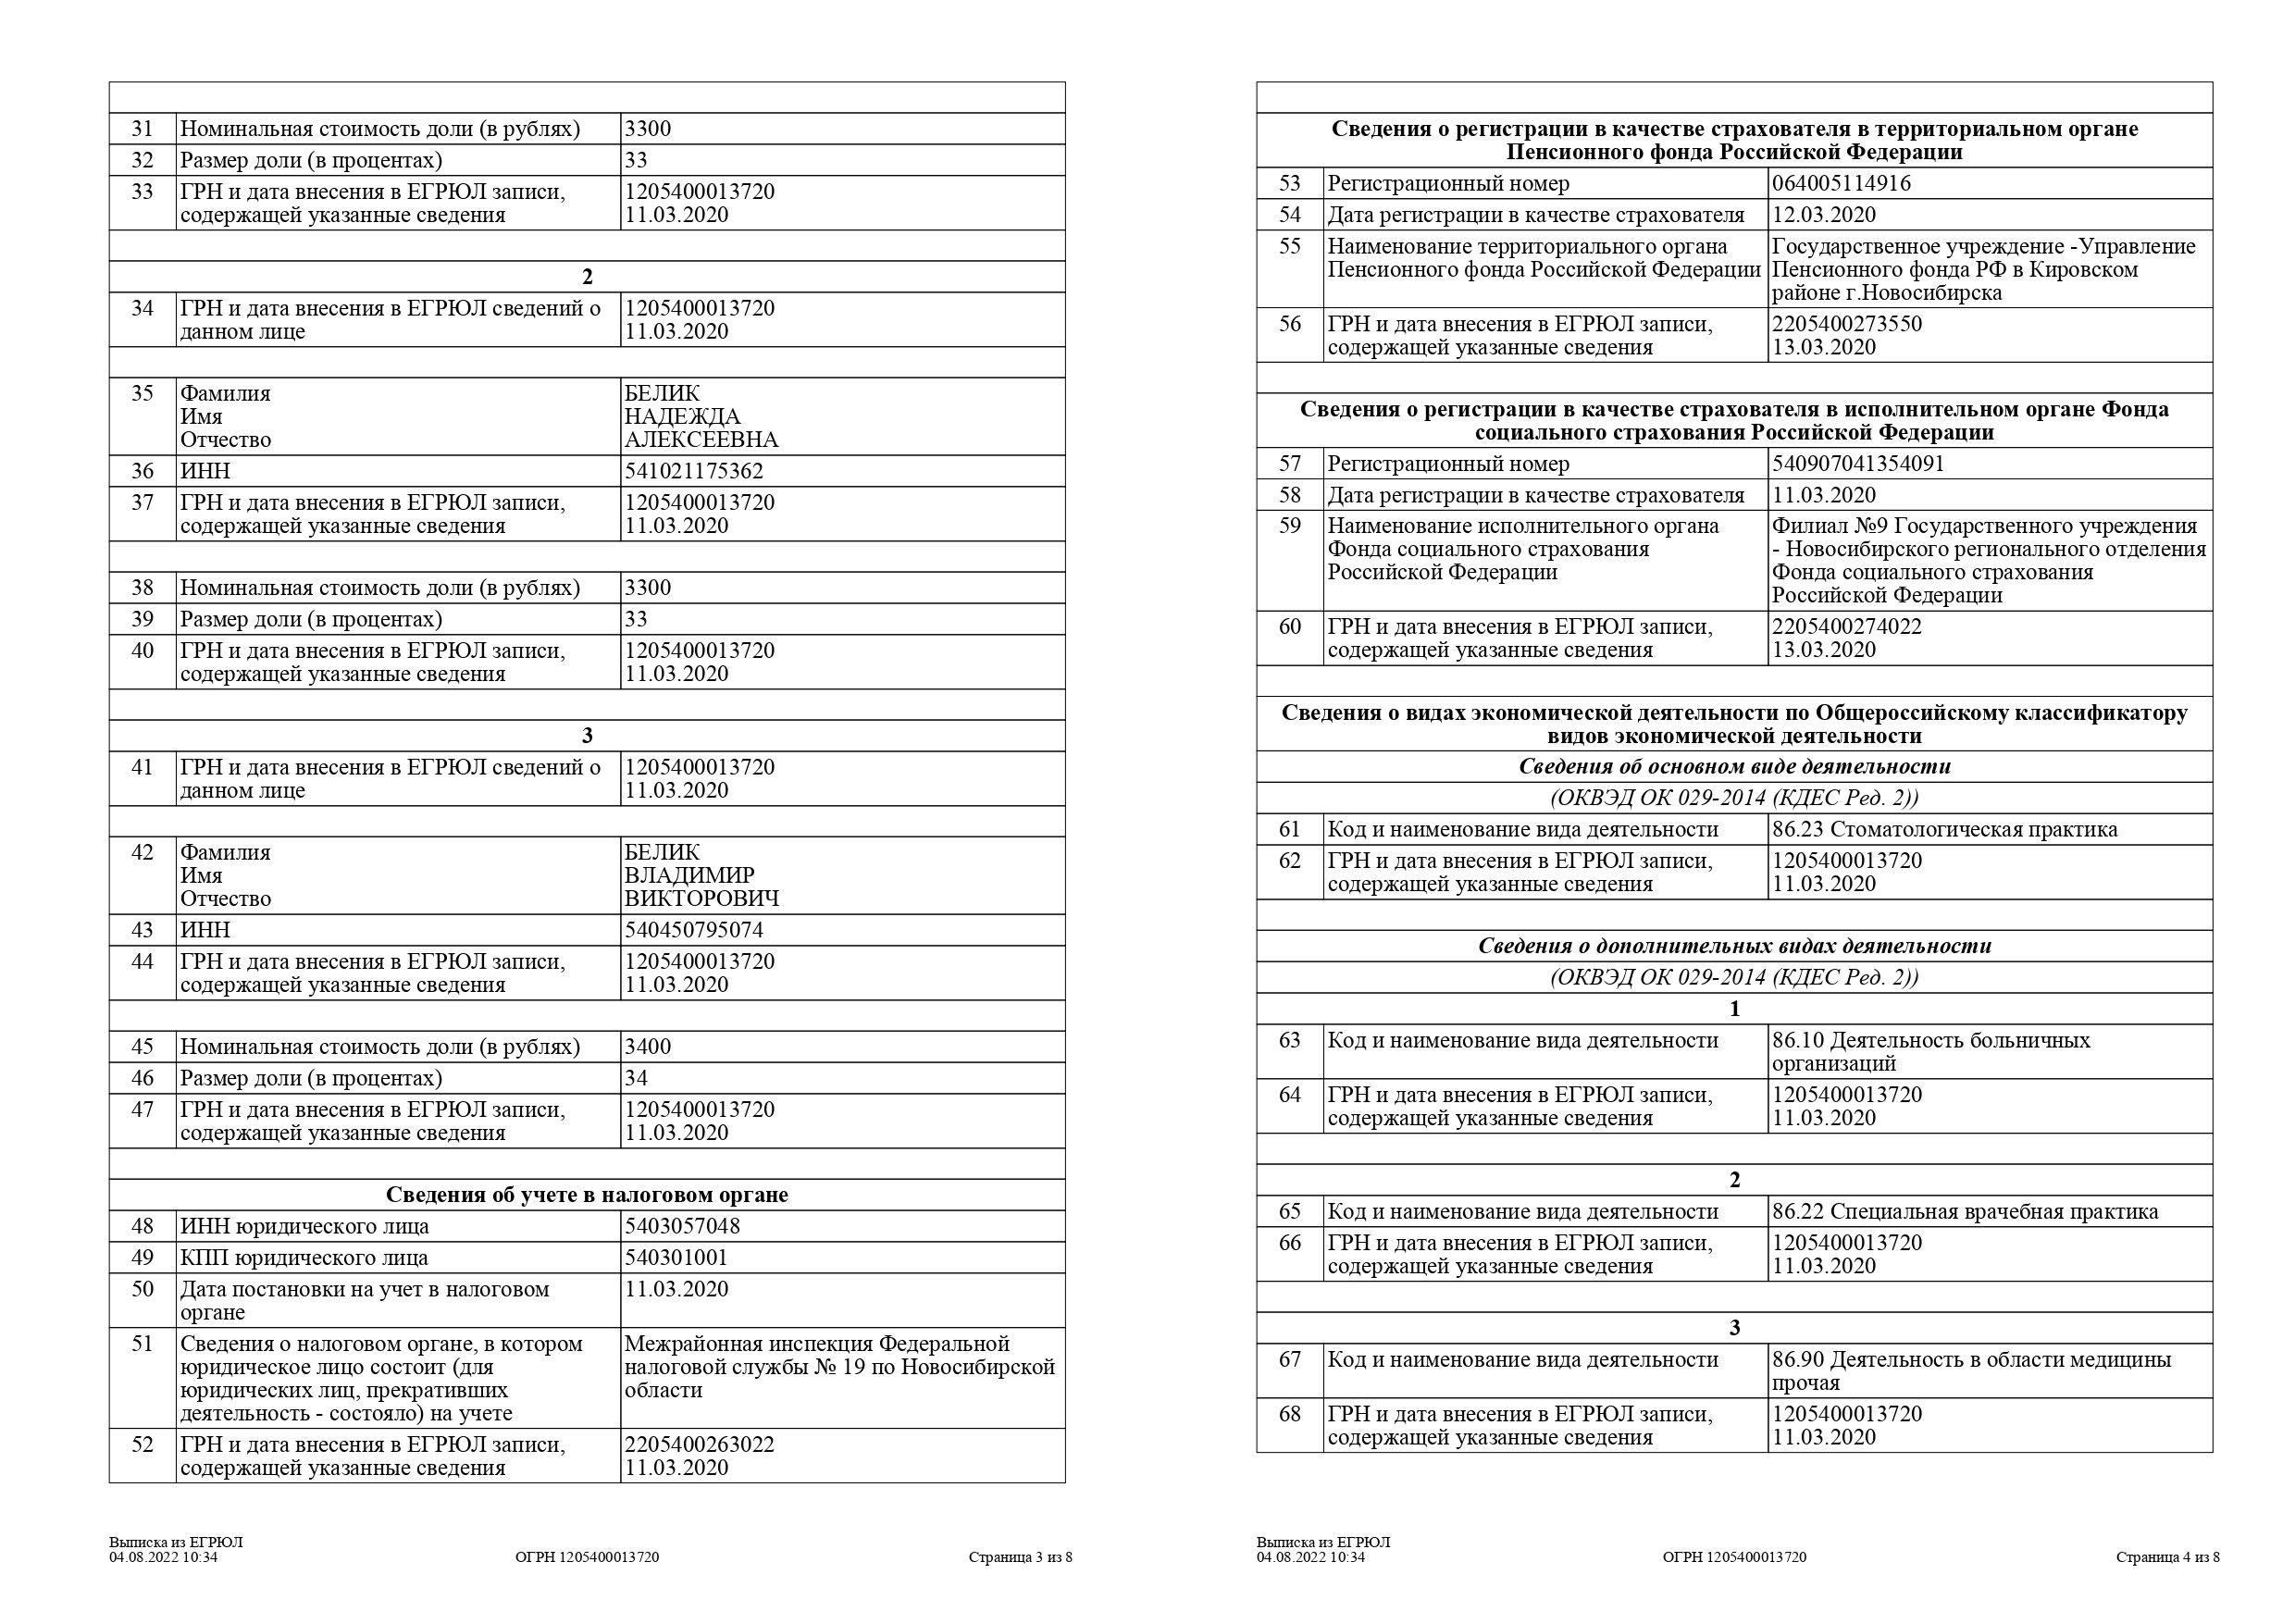 31 Номинальная стоимость доли (в рублях) 3300
32 Размер доли (в процентах) 33
33 ГРН и дата внесения в ЕГРЮЛ записи, 1205400013720
содержащей указанные сведения 11.03.2020
2
34 ГРН и дата внесения в ЕГРЮЛ сведений о 1205400013720
данном лице 11.03.2020
35 Фамилия БЕЛИК
Имя НАДЕЖДА
Отчество АЛЕКСЕЕВНА
36 ИНН 541021175362
37 ГРН и дата внесения в ЕГРЮЛ записи, 1205400013720
содержащей указанные сведения 11.03.2020
38 Номинальная стоимость доли (в рублях) 3300
39 Размер доли (в процентах) 33
40 ГРН и дата внесения в ЕГРЮЛ записи, 1205400013720
содержащей указанные сведения 11.03.2020
3
41 ГРН и дата внесения в ЕГРЮЛ сведений о 1205400013720
данном лице 11.03.2020
42 Фамилия БЕЛИК
Имя ВЛАДИМИР
Отчество ВИКТОРОВИЧ
43 ИНН 540450795074
44 ГРН и дата внесения в ЕГРЮЛ записи, 1205400013720
содержащей указанные сведения 11.03.2020
45 Номинальная стоимость доли (в рублях) 3400
46 Размер доли (в процентах) 34
47 ГРН и дата внесения в ЕГРЮЛ записи, 1205400013720
содержащей указанные сведения 11.03.2020
Сведения об учете в налоговом органе
48 ИНН юридического лица 5403057048
49 КПП юридического лица 540301001
50 Дата постановки на учет в налоговом 11.03.2020
органе
51 Сведения о налоговом органе, в котором Межрайонная инспекция Федеральной
юридическое лицо состоит (для налоговой службы № 19 по Новосибирской
юридических лиц, прекративших области
деятельность - состояло) на учете
52 ГРН и дата внесения в ЕГРЮЛ записи, 2205400263022
содержащей указанные сведения 11.03.2020
Выписка из ЕГРЮЛ
04.08.2022 10:34 ОГРН 1205400013720 Страница 3 из 8
Сведения о регистрации в качестве страхователя в территориальном органе
Пенсионного фонда Российской Федерации
53 Регистрационный номер 064005114916
54 Дата регистрации в качестве страхователя 12.03.2020
55 Наименование территориального органа Государственное учреждение -Управление
Пенсионного фонда Российской Федерации Пенсионного фонда РФ в Кировском
районе г.Новосибирска
56 ГРН и дата внесения в ЕГРЮЛ записи, 2205400273550
содержащей указанные сведения 13.03.2020
Сведения о регистрации в качестве страхователя в исполнительном органе Фонда
социального страхования Российской Федерации
57 Регистрационный номер 540907041354091
58 Дата регистрации в качестве страхователя 11.03.2020
59 Наименование исполнительного органа Филиал №9 Государственного учреждения
Фонда социального страхования - Новосибирского регионального отделения
Российской Федерации Фонда социального страхования
Российской Федерации
60 ГРН и дата внесения в ЕГРЮЛ записи, 2205400274022
содержащей указанные сведения 13.03.2020
Сведения о видах экономической деятельности по Общероссийскому классификатору
видов экономической деятельности
Сведения об основном виде деятельности
(ОКВЭД ОК 029-2014 (КДЕС Ред. 2))
61 Код и наименование вида деятельности 86.23 Стоматологическая практика
62 ГРН и дата внесения в ЕГРЮЛ записи, 1205400013720
содержащей указанные сведения 11.03.2020
Сведения о дополнительных видах деятельности
(ОКВЭД ОК 029-2014 (КДЕС Ред. 2))
1
63 Код и наименование вида деятельности 86.10 Деятельность больничных
организаций
64 ГРН и дата внесения в ЕГРЮЛ записи, 1205400013720
содержащей указанные сведения 11.03.2020
2
65 Код и наименование вида деятельности 86.22 Специальная врачебная практика
66 ГРН и дата внесения в ЕГРЮЛ записи, 1205400013720
содержащей указанные сведения 11.03.2020
3
67 Код и наименование вида деятельности 86.90 Деятельность в области медицины
прочая
68 ГРН и дата внесения в ЕГРЮЛ записи, 1205400013720
содержащей указанные сведения 11.03.2020
Выписка из ЕГРЮЛ
04.08.2022 10:34 ОГРН 1205400013720 Страница 4 из 8